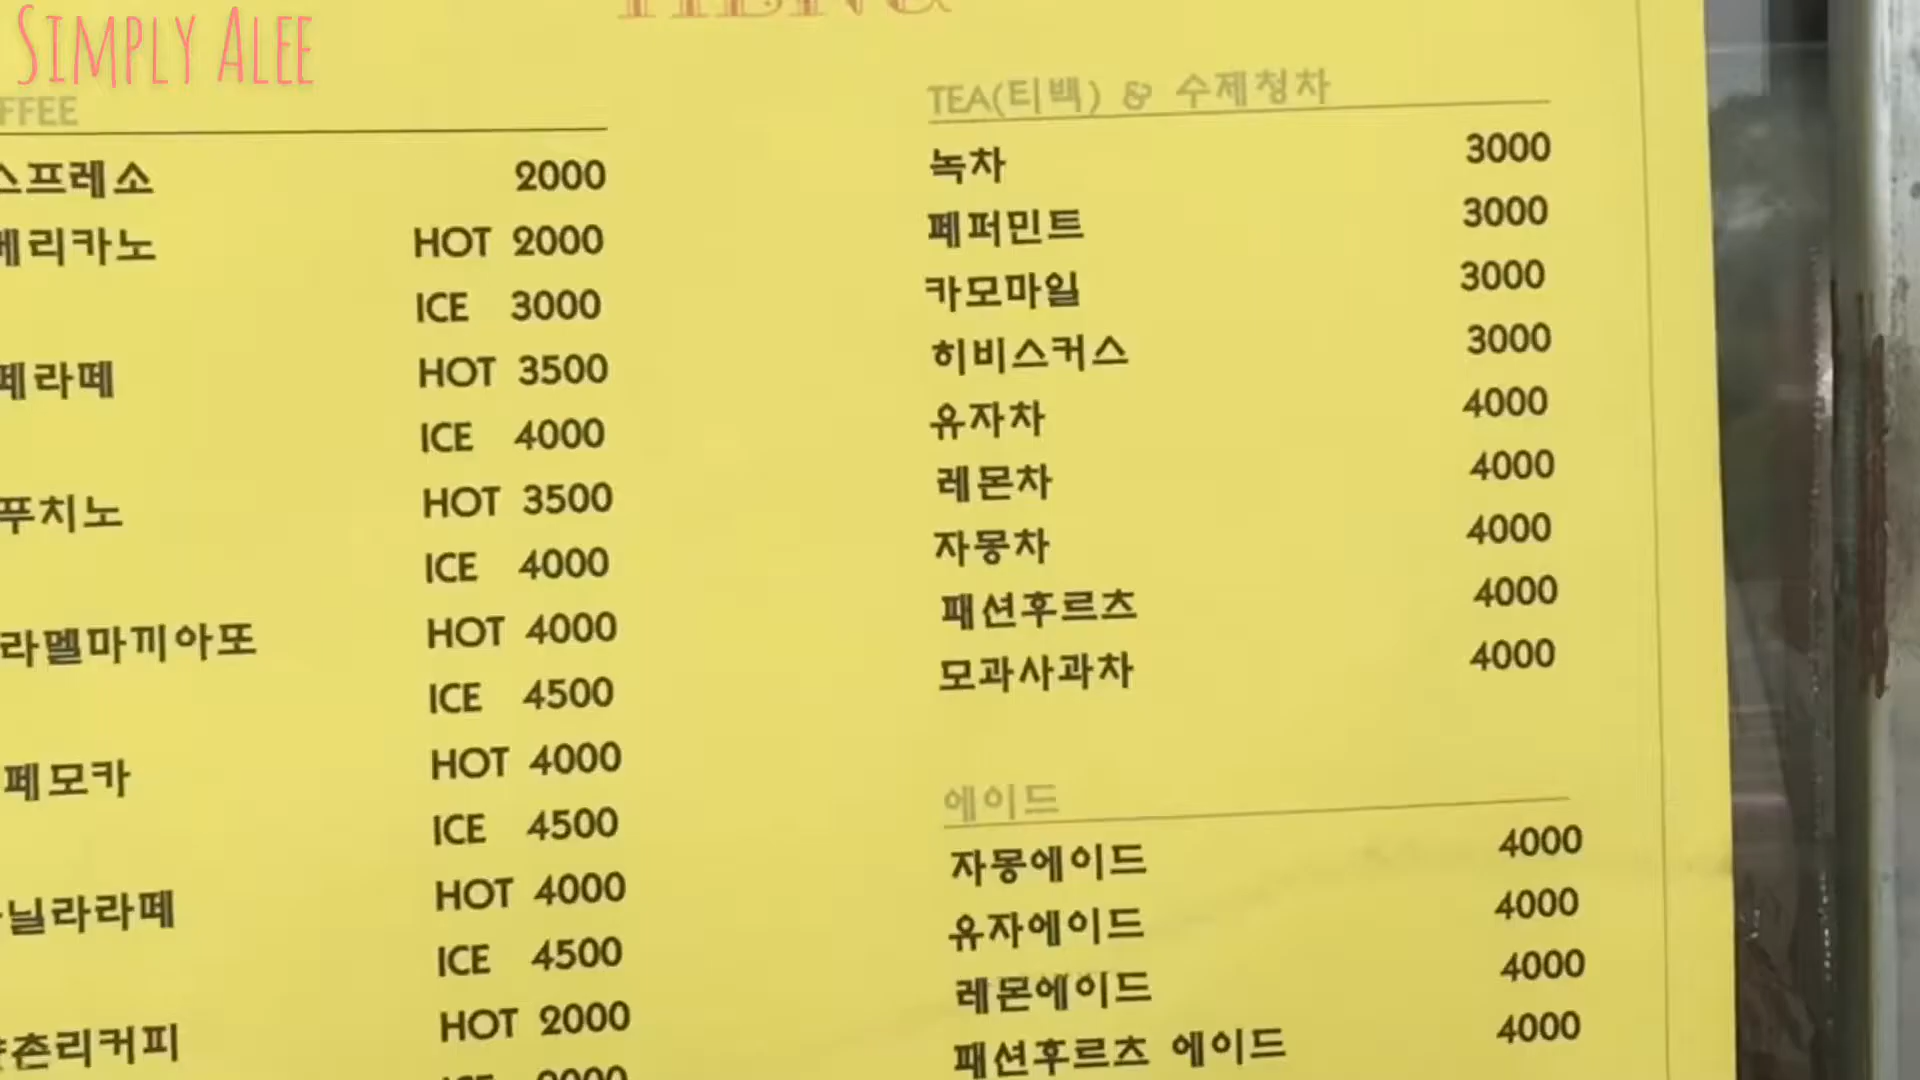 SIMPLY ALEE
FFEE
스프레소 2000
메리카노 HOT 2000
ICE 3000
페라떼 HOT 3500
ICE 4000
푸치노 HOT 3500
ICE 4000
라멜마끼아또 HOT 4000
ICE 4500
페모카 HOT 4000
ICE 4500
닐라라떼 HOT 4000
ICE 4500
촌리커피 HOT 2000
TEA(티백) & 수제청차
녹차 3000
페퍼민트 3000
카모마일 3000
히비스커스 3000
유자차 4000
레몬차 4000
자몽차 4000
패션후르츠 4000
모과사과차 4000
에이드
자몽에이드 4000
유자에이드 4000
레몬에이드 4000
패션후르츠 에이드 4000